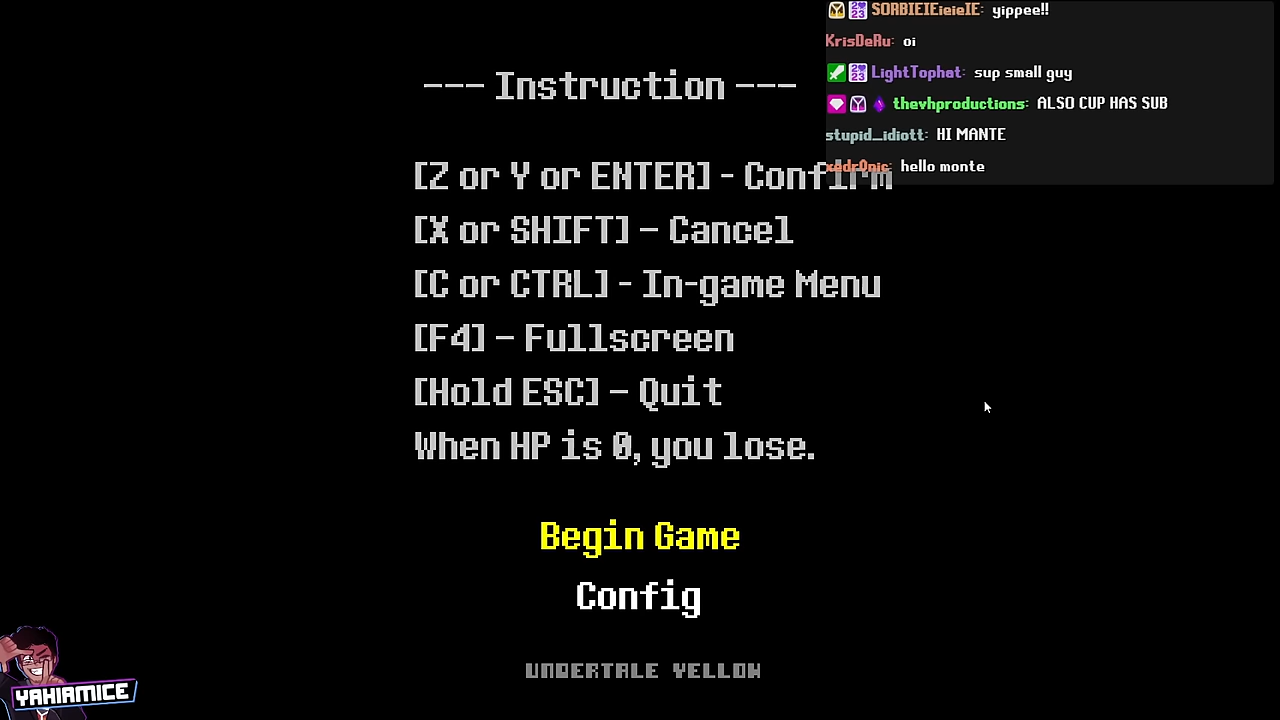 SORBIEIEieieIE: yippee!!
KrisDeRu: oi
LightTophat: sup small guy
thevhproductions: ALSO CUP HAS SUB
stupid_idiott: HI MANTE
xedr0nic: hello monte
--- Instruction ---
[Z or Y or ENTER] - Confirm
[X or SHIFT] - Cancel
[C or CTRL] - In-game Menu
[F4] - Fullscreen
[Hold ESC] - Quit
When HP is 0, you lose.
Begin Game
Config
UNDERTALE YELLOW
YAHIAMICE